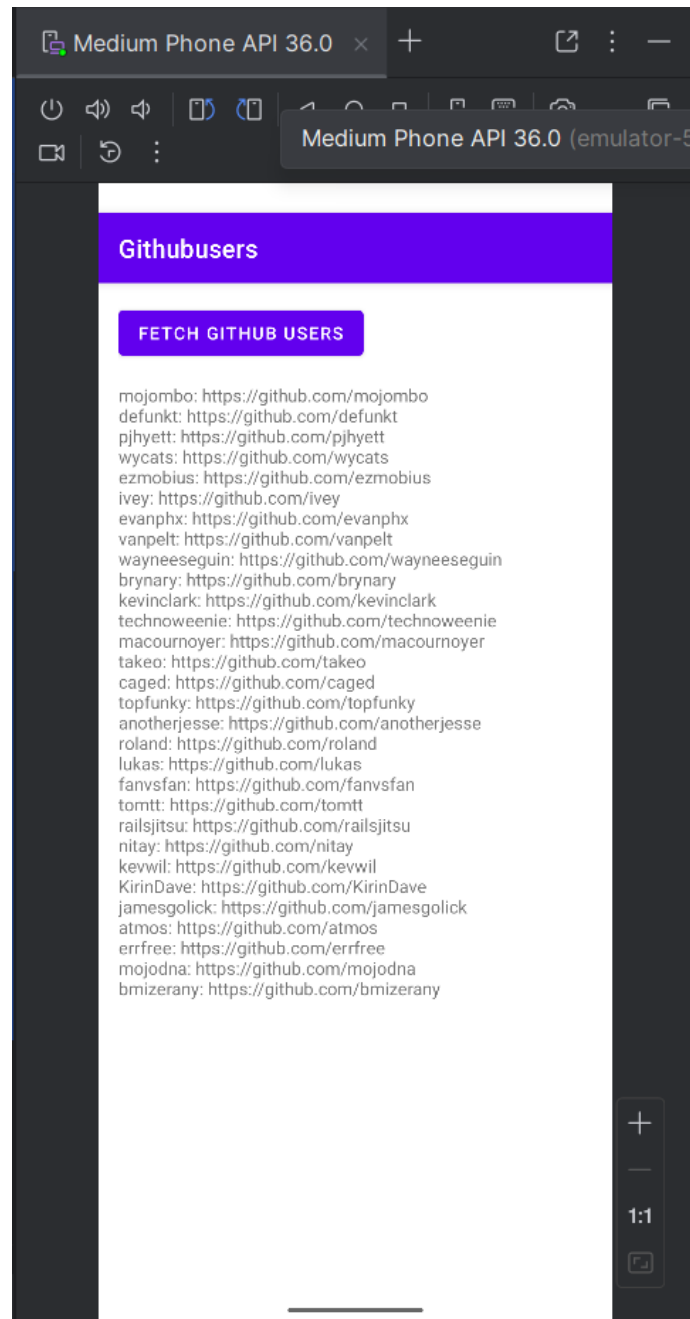 Medium Phone API 36.0
Medium Phone API 36.0 (emulator-5
Githubusers
FETCH GITHUB USERS
mojombo: https://github.com/mojombo
defunkt: https://github.com/defunkt
pjhyett: https://github.com/pjhyett
wycats: https://github.com/wycats
ezmobius: https://github.com/ezmobius
ivey: https://github.com/ivey
evanphx: https://github.com/evanphx
vanpelt: https://github.com/vanpelt
wayneeseguin: https://github.com/wayneeseguin
brynary: https://github.com/brynary
kevinclark: https://github.com/kevinclark
technoweenie: https://github.com/technoweenie
macournoyer: https://github.com/macournoyer
takeo: https://github.com/takeo
caged: https://github.com/caged
topfunky: https://github.com/topfunky
anotherjesse: https://github.com/anotherjesse
roland: https://github.com/roland
lukas: https://github.com/lukas
fanvsfan: https://github.com/fanvsfan
tomtt: https://github.com/tomtt
railsjitsu: https://github.com/railsjitsu
nitay: https://github.com/nitay
kevwil: https://github.com/kevwil
KirinDave: https://github.com/KirinDave
jamesgolick: https://github.com/jamesgolick
atmos: https://github.com/atmos
errfree: https://github.com/errfree
mojodna: https://github.com/mojodna
bmizerany: https://github.com/bmizerany
1:1